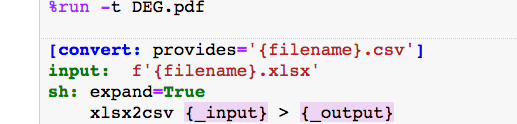 %run -t DEG.pdf
[convert: provides='{filename}.csv']
input:  f'{filename}.xlsx'
sh: expand=True
    xlsx2csv {_input} > {_output}